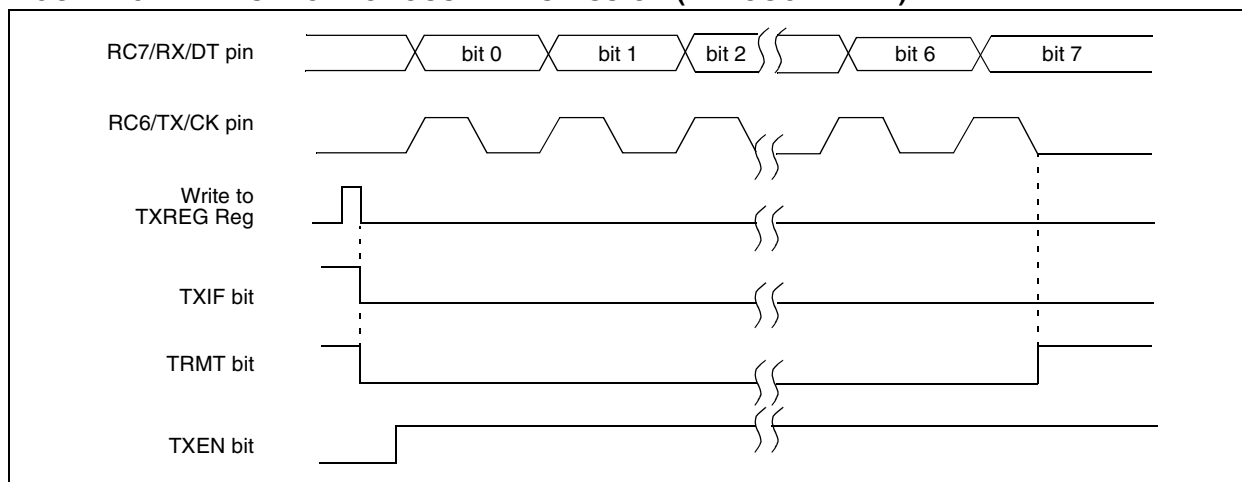 RC7/RX/DT pin
bit 0
bit 1
bit 2
bit 6
bit 7
RC6/TX/CK pin
Write to
TXREG Reg
TXIF bit
TRMT bit
TXEN bit